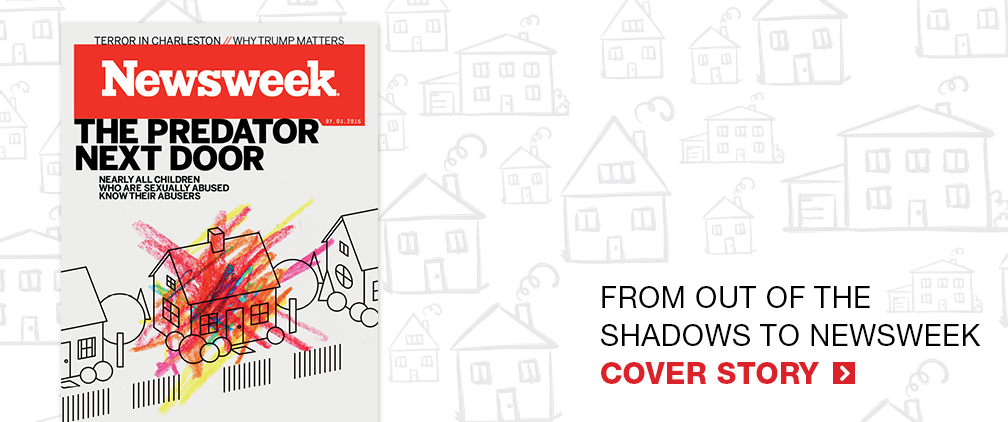 TERROR IN CHARLESTON // WHY TRUMP MATTERS
Newsweek
07.03.2015
THE PREDATOR
NEXT DOOR
NEARLY ALL CHILDREN
WHO ARE SEXUALLY ABUSED
KNOW THEIR ABUSERS
FROM OUT OF THE
SHADOWS TO NEWSWEEK
COVER STORY